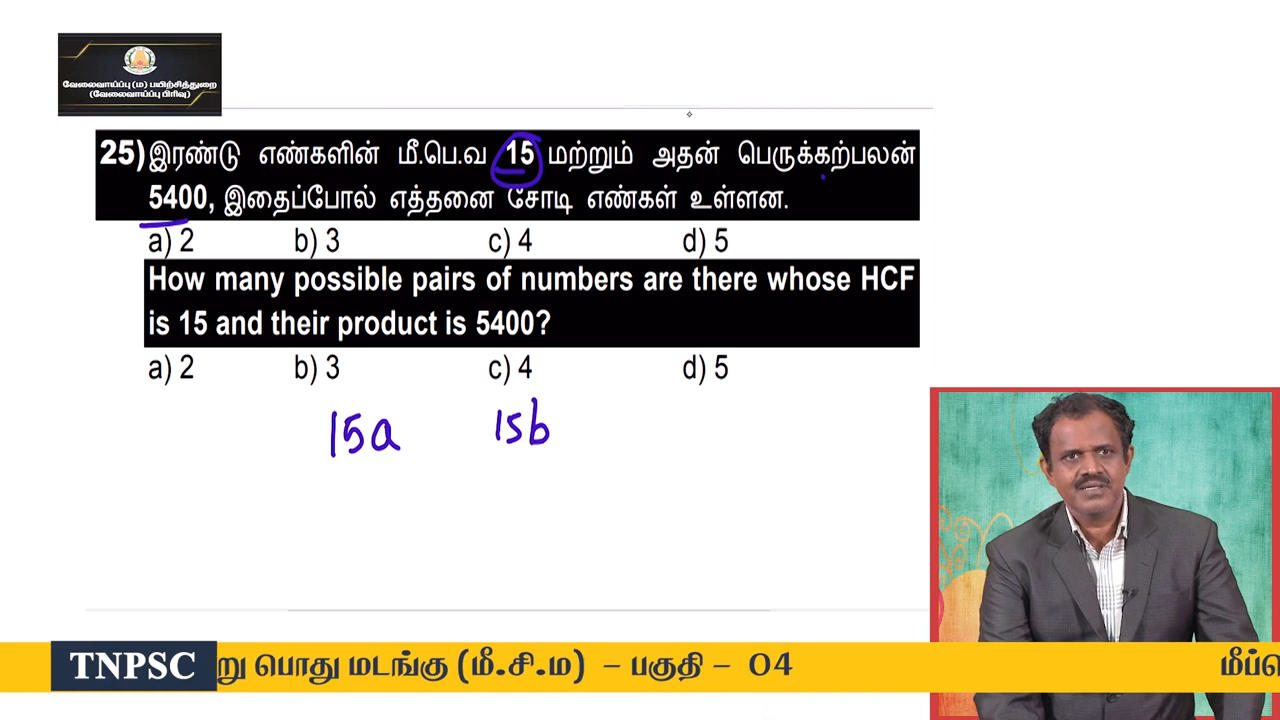 வேலைவாய்ப்பு (ம) பயிற்சித்துறை
(வேலைவாய்ப்பு பிரிவு)
25) இரண்டு எண்களின் மீ.பெ.வ 15 மற்றும் அதன் பெருக்கற்பலன்
5400, இதைப்போல் எத்தனை சோடி எண்கள் உள்ளன.
a) 2 b) 3 c) 4 d) 5
How many possible pairs of numbers are there whose HCF
is 15 and their product is 5400?
a) 2 b) 3 c) 4 d) 5
15a 15b
TNPSC று பொது மடங்கு (மீ.சி.ம) – பகுதி – 04